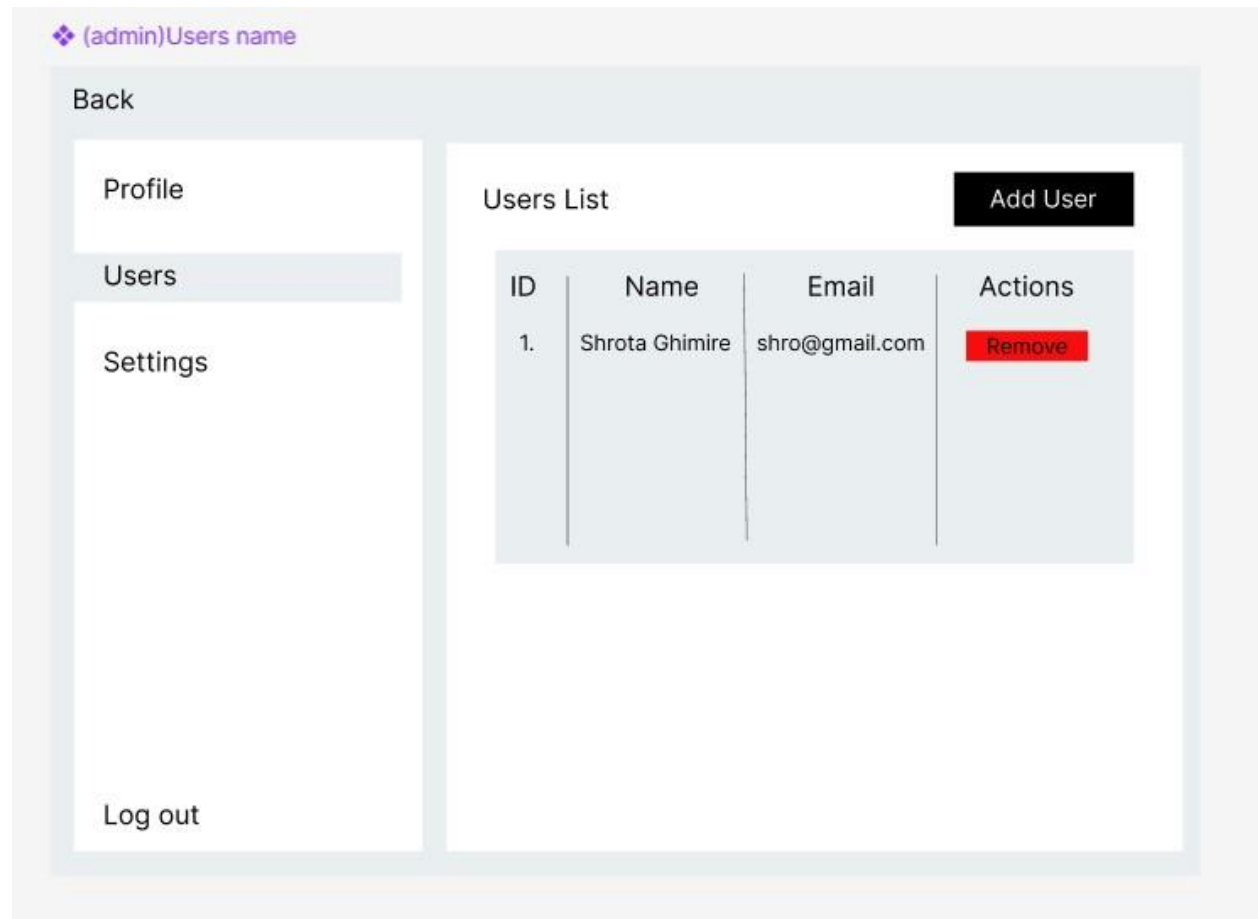 (admin)Users name
Back
Profile
Users
Settings
Log out
Users List
Add User
ID Name Email Actions
1. Shrota Ghimire shro@gmail.com Remove